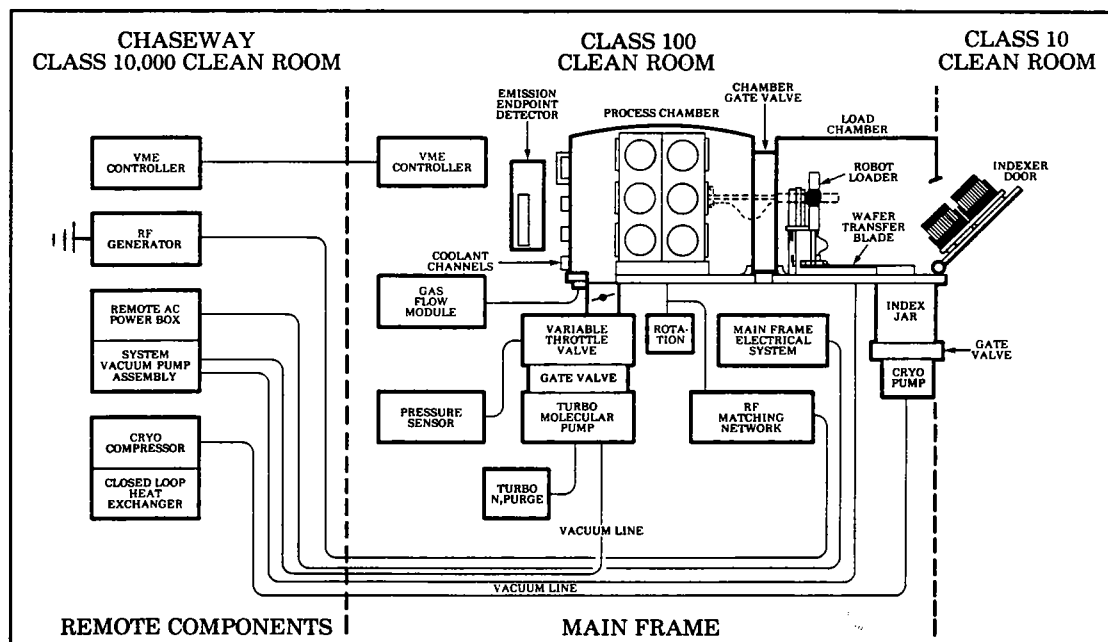 CHASEWAY
CLASS 10,000 CLEAN ROOM
CLASS 100
CLEAN ROOM
CLASS 10
CLEAN ROOM
EMISSION
ENDPOINT
DETECTOR
PROCESS CHAMBER
CHAMBER
GATE VALVE
LOAD
CHAMBER
INDEXER
DOOR
ROBOT
LOADER
WAFER
TRANSFER
BLADE
VME
CONTROLLER
VME
CONTROLLER
RF
GENERATOR
COOLANT
CHANNELS
GAS
FLOW
MODULE
REMOTE AC
POWER BOX
SYSTEM
VACUUM PUMP
ASSEMBLY
VARIABLE
THROTTLE
VALVE
ROTA-
TION
MAIN FRAME
ELECTRICAL
SYSTEM
INDEX
JAR
GATE
VALVE
CRYO
PUMP
GATE VALVE
PRESSURE
SENSOR
TURBO
MOLECULAR
PUMP
RF
MATCHING
NETWORK
CRYO
COMPRESSOR
CLOSED LOOP
HEAT
EXCHANGER
TURBO
N, PURGE
VACUUM LINE
VACUUM LINE
REMOTE COMPONENTS
MAIN FRAME